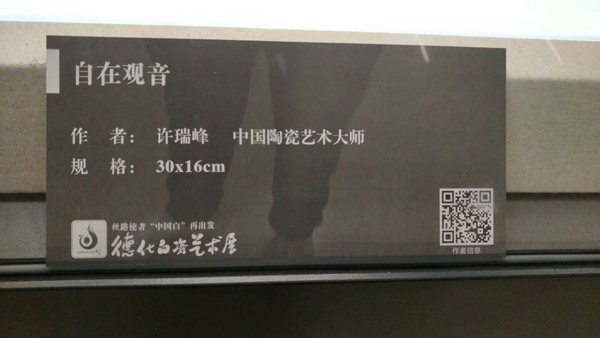 自在观音
作 者： 许瑞峰 中国陶瓷艺术大师
规 格： 30x16cm
丝路使者“中国白”再出发
德化白瓷艺术展
作者信息